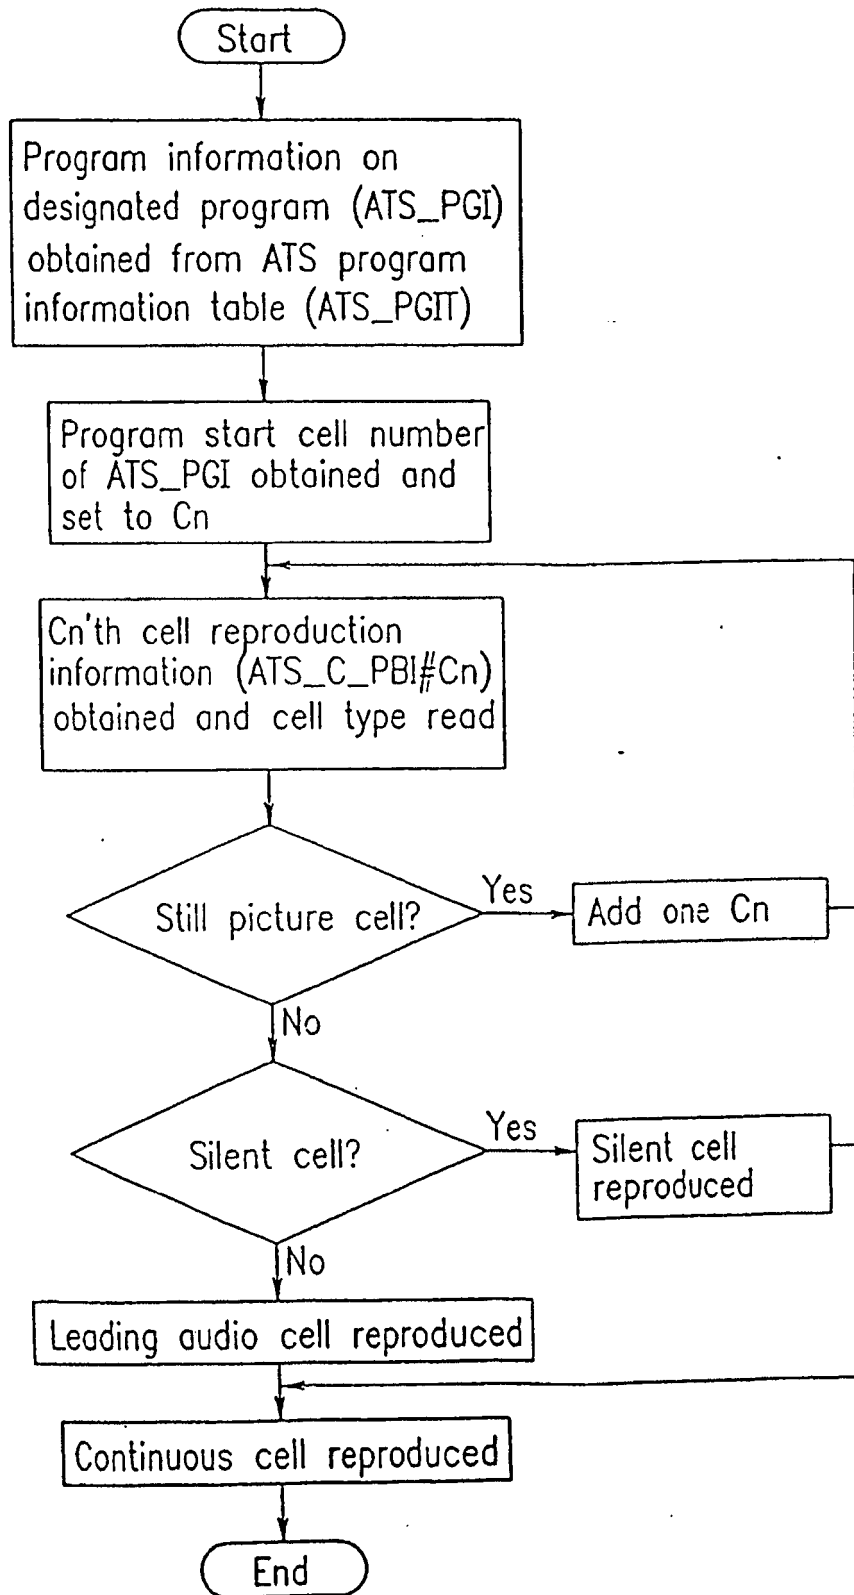 Start
Program information on
designated program (ATS_PGI)
obtained from ATS program
information table (ATS_PGIT)
Program start cell number
of ATS_PGI obtained and
set to Cn
Cn'th cell reproduction
information (ATS_C_PBI#Cn)
obtained and cell type read
Still picture cell?
Yes
Add one Cn
No
Silent cell?
Yes
Silent cell
reproduced
No
Leading audio cell reproduced
Continuous cell reproduced
End